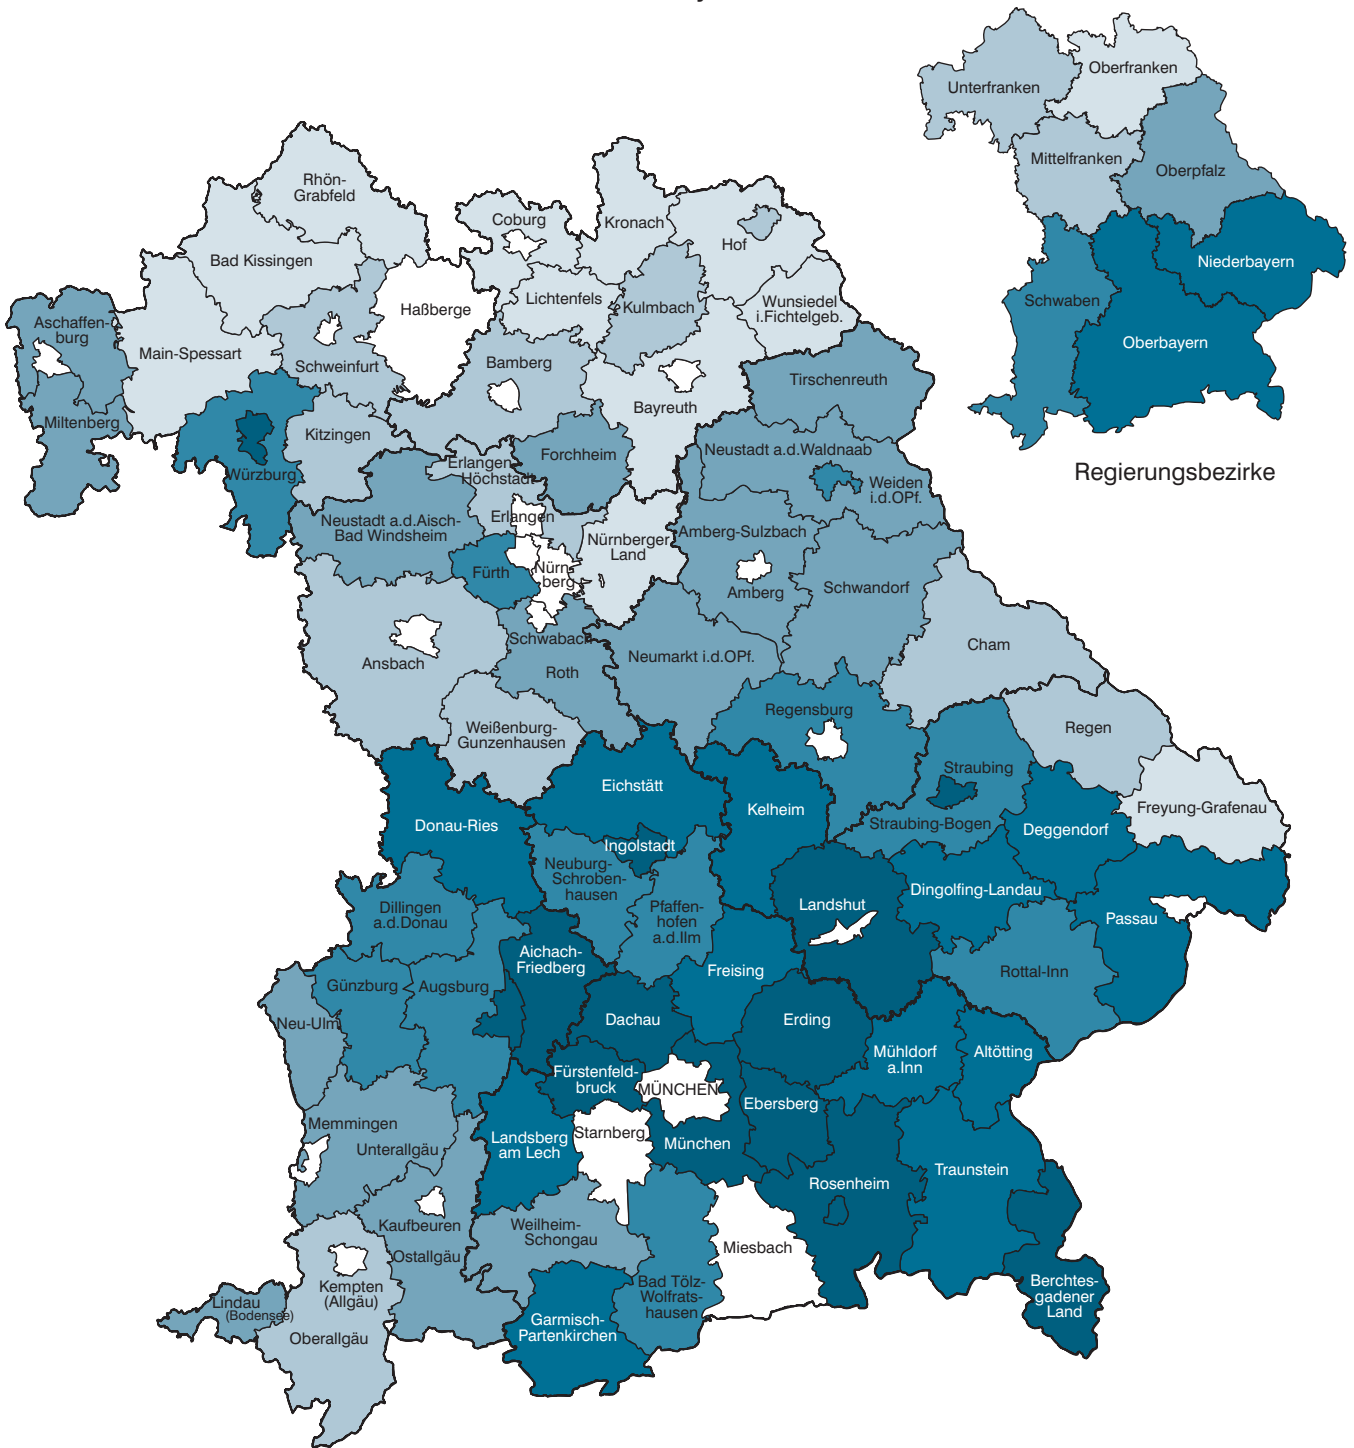 Oberfranken
Unterfranken
Mittelfranken
Oberpfalz
Niederbayern
Schwaben
Oberbayern
Regierungsbezirke
Rhön-
Grabfeld
Coburg
Kronach
Hof
Bad Kissingen
Lichtenfels
Kulmbach
Wunsiedel
i.Fichtelgeb.
Haßberge
Aschaffen-
burg
Main-Spessart
Schweinfurt
Bamberg
Bayreuth
Tirschenreuth
Miltenberg
Kitzingen
Würzburg
Erlangen-
Höchstadt
Forchheim
Neustadt a.d.Waldnaab
Weiden
i.d.OPf.
Neustadt a.d.Aisch-
Bad Windsheim
Erlangen
Nürnberger
Land
Amberg-Sulzbach
Fürth
Nürn-
berg
Amberg
Schwandorf
Schwabach
Roth
Neumarkt i.d.OPf.
Cham
Ansbach
Weißenburg-
Gunzenhausen
Regensburg
Regen
Straubing
Eichstätt
Kelheim
Freyung-Grafenau
Donau-Ries
Straubing-Bogen
Deggendorf
Ingolstadt
Neuburg-
Schroben-
hausen
Dingolfing-Landau
Dillingen
a.d.Donau
Pfaffen-
hofen
a.d.Ilm
Landshut
Passau
Aichach-
Friedberg
Freising
Rottal-Inn
Günzburg
Augsburg
Neu-Ulm
Dachau
Erding
Mühldorf
a.Inn
Altötting
Fürstenfeld-
bruck
MÜNCHEN
Ebersberg
Memmingen
Unterallgäu
Landsberg
am Lech
Starnberg
München
Rosenheim
Traunstein
Kaufbeuren
Ostallgäu
Weilheim-
Schongau
Miesbach
Kempten
(Allgäu)
Lindau
(Bodensee)
Oberallgäu
Bad Tölz-
Wolfrats-
hausen
Garmisch-
Partenkirchen
Berchtes-
gadener
Land